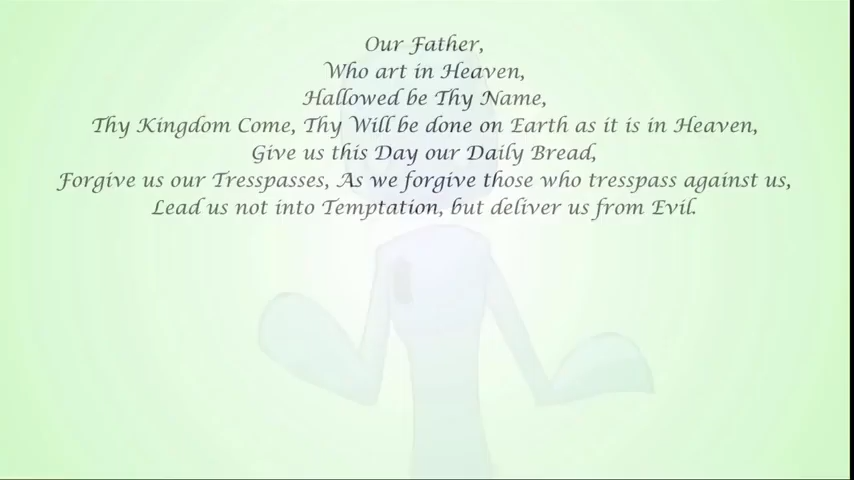 Our Father,
Who art in Heaven,
Hallowed be Thy Name,
Thy Kingdom Come, Thy Will be done on Earth as it is in Heaven,
Give us this Day our Daily Bread,
Forgive us our Tresspasses, As we forgive those who tresspass against us,
Lead us not into Temptation, but deliver us from Evil.